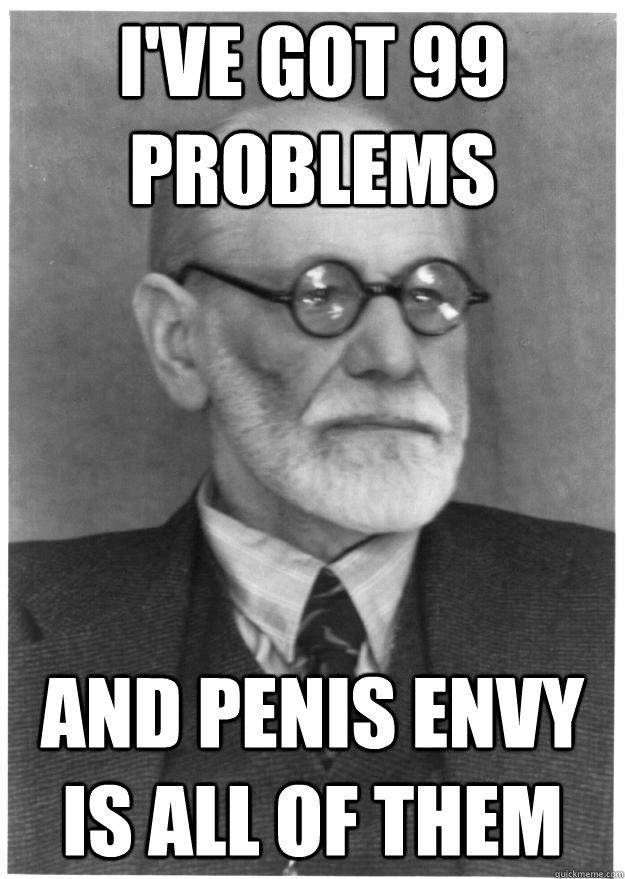 I'VE GOT 99
PROBLEMS
AND PENIS ENVY
IS ALL OF THEM
quickmeme.com